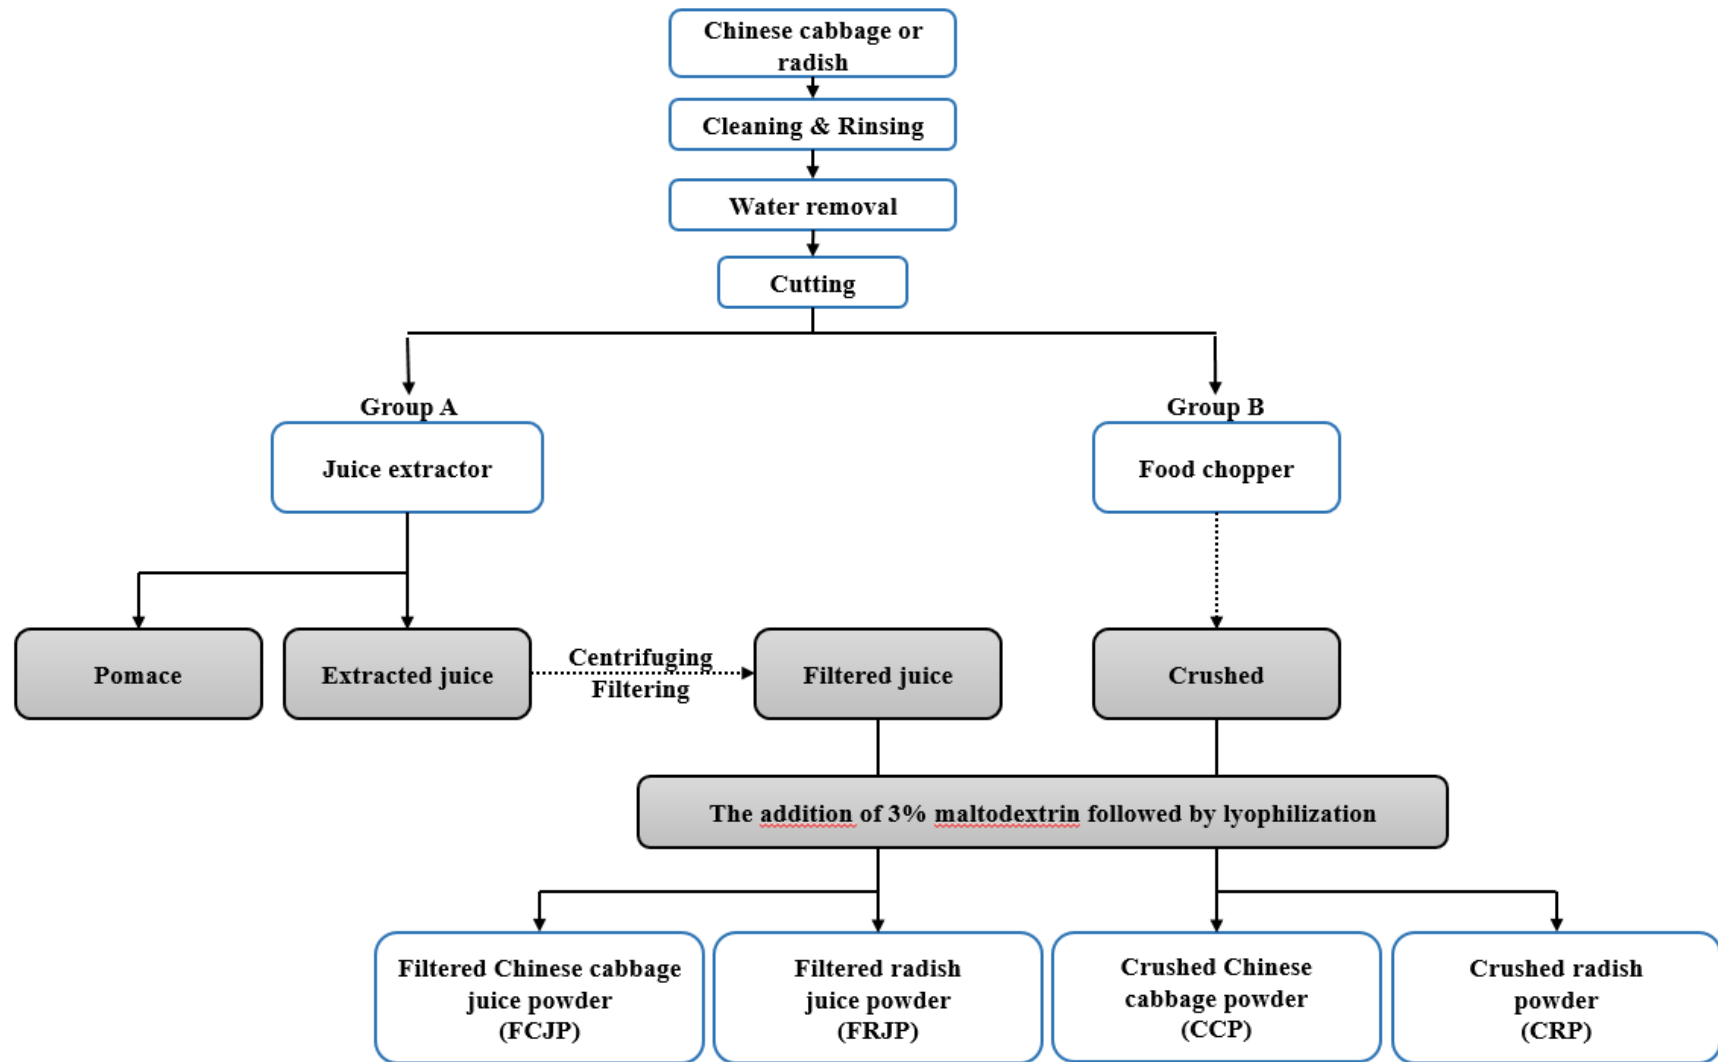 Chinese cabbage or
radish
Cleaning & Rinsing
Water removal
Cutting
Group A
Group B
Juice extractor
Food chopper
Pomace
Extracted juice
Centrifuging
Filtering
Filtered juice
Crushed
The addition of 3% maltodextrin followed by lyophilization
Filtered Chinese cabbage
juice powder
(FCJP)
Filtered radish
juice powder
(FRJP)
Crushed Chinese
cabbage powder
(CCP)
Crushed radish
powder
(CRP)